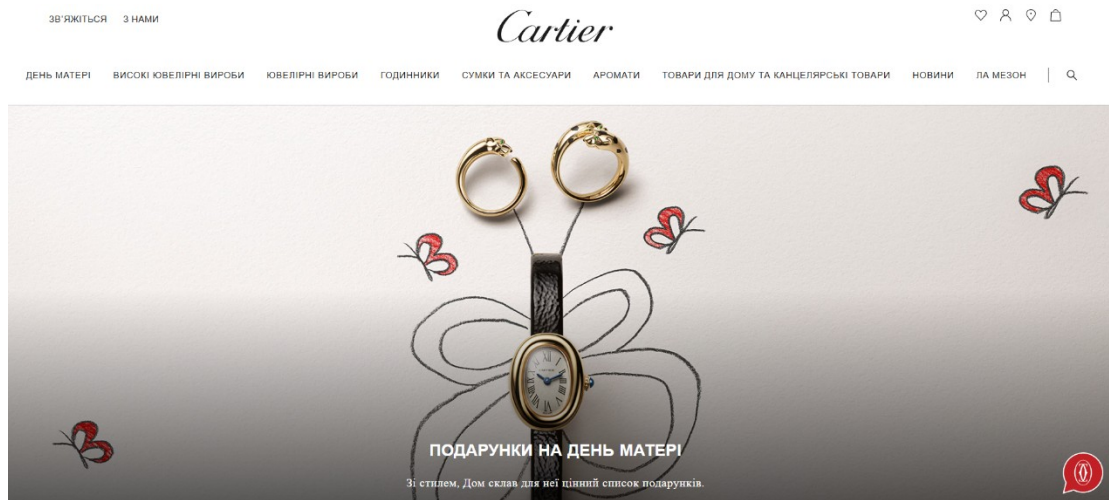 ЗВ'ЯЖІТЬСЯ З НАМИ
Cartier
ДЕНЬ МАТЕРІ ВИСОКІ ЮВЕЛІРНІ ВИРОБИ ЮВЕЛІРНІ ВИРОБИ ГОДИННИКИ СУМКИ ТА АКСЕСУАРИ АРОМАТИ ТОВАРИ ДЛЯ ДОМУ ТА КАНЦЕЛЯРСЬКІ ТОВАРИ НОВИНИ ЛА МЕЗОН
ПОДАРУНКИ НА ДЕНЬ МАТЕРІ
Зі стилем, Дом склав для неї цінний список подарунків.